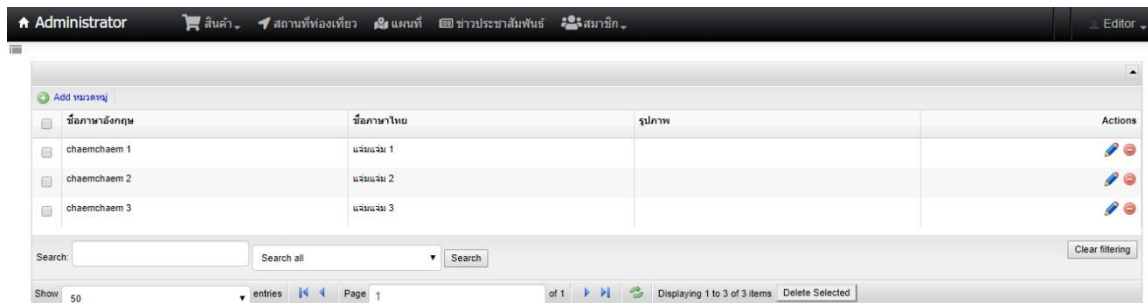 Administrator สินค้า สถานที่ท่องเที่ยว แผนที่ ข่าวประชาสัมพันธ์ สมาชิก Editor
Add หมวดหมู่
ชื่อภาษาอังกฤษ ชื่อภาษาไทย รูปภาพ Actions
chaemchaem 1 แจ่มแจ่ม 1
chaemchaem 2 แจ่มแจ่ม 2
chaemchaem 3 แจ่มแจ่ม 3
Search: Search all Search Clear filtering
Show 50 entries Page 1 of 1 Displaying 1 to 3 of 3 items Delete Selected